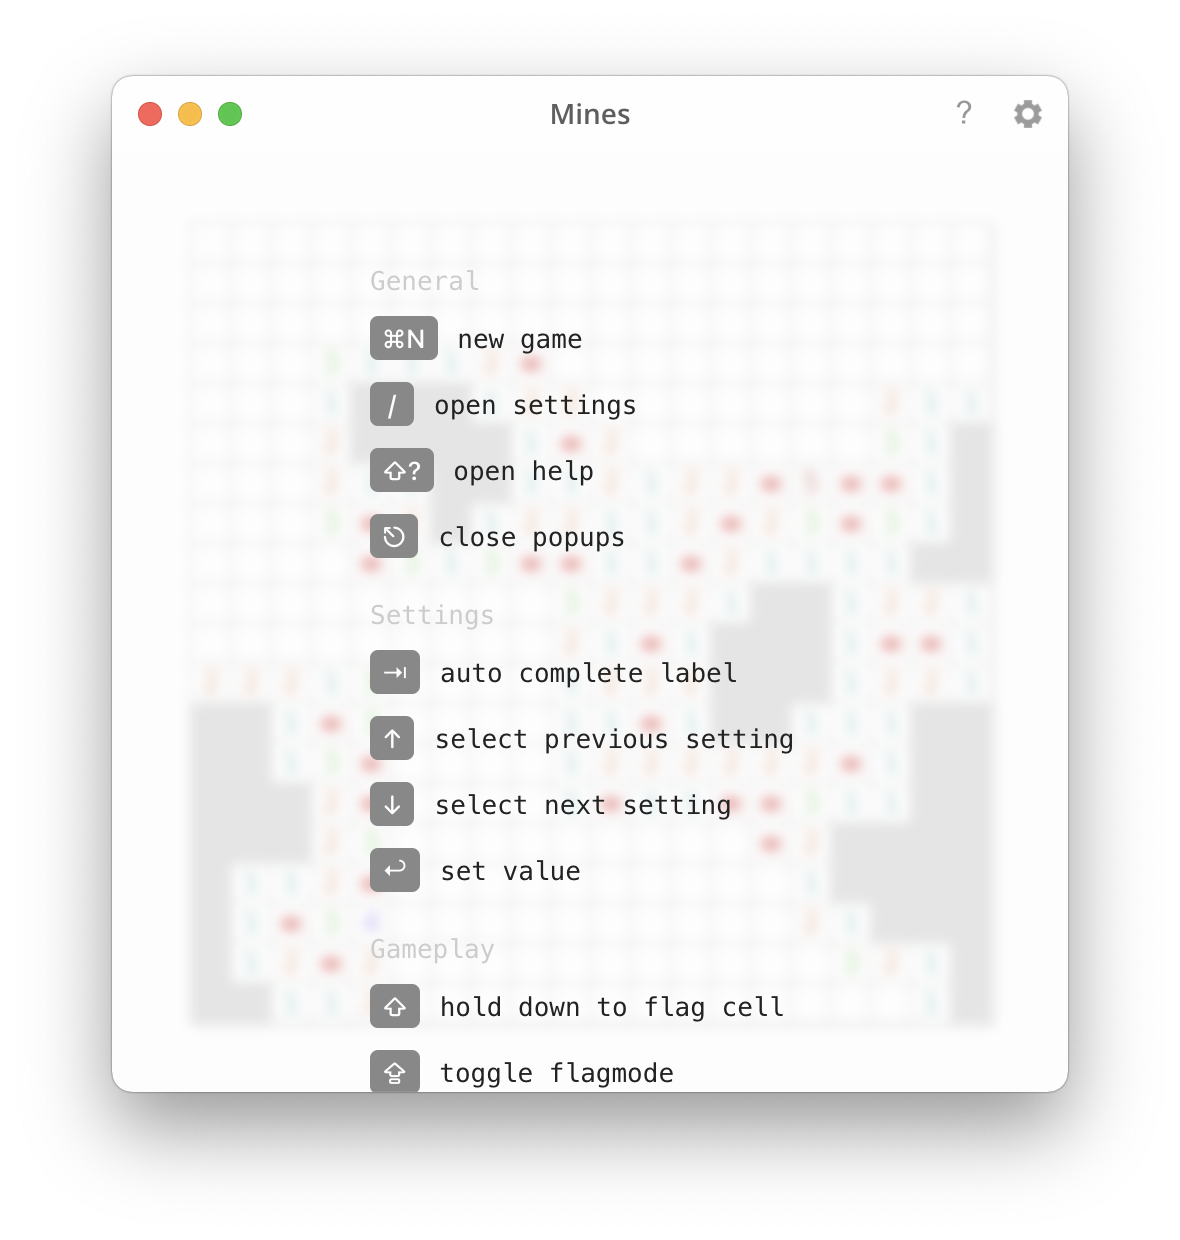 Mines ?
General
⌘N new game
/ open settings
⇧? open help
⎋ close popups
Settings
⇥ auto complete label
↑ select previous setting
↓ select next setting
↩ set value
Gameplay
⇧ hold down to flag cell
⇪ toggle flagmode